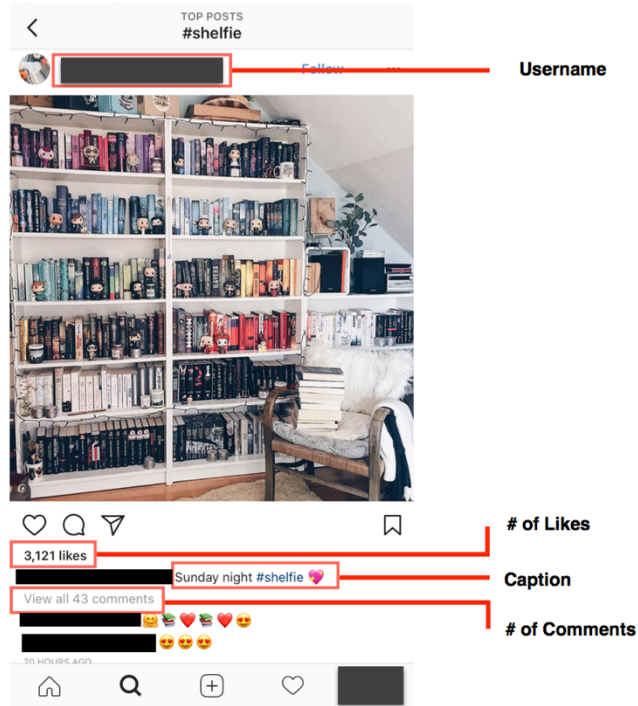 TOP POSTS
#shelfie
Follow
Username
# of Likes
3,121 likes
Sunday night #shelfie 💖
Caption
View all 43 comments
# of Comments
🤗📚❤️📚❤️😍
😍😍😍
20 HOURS AGO